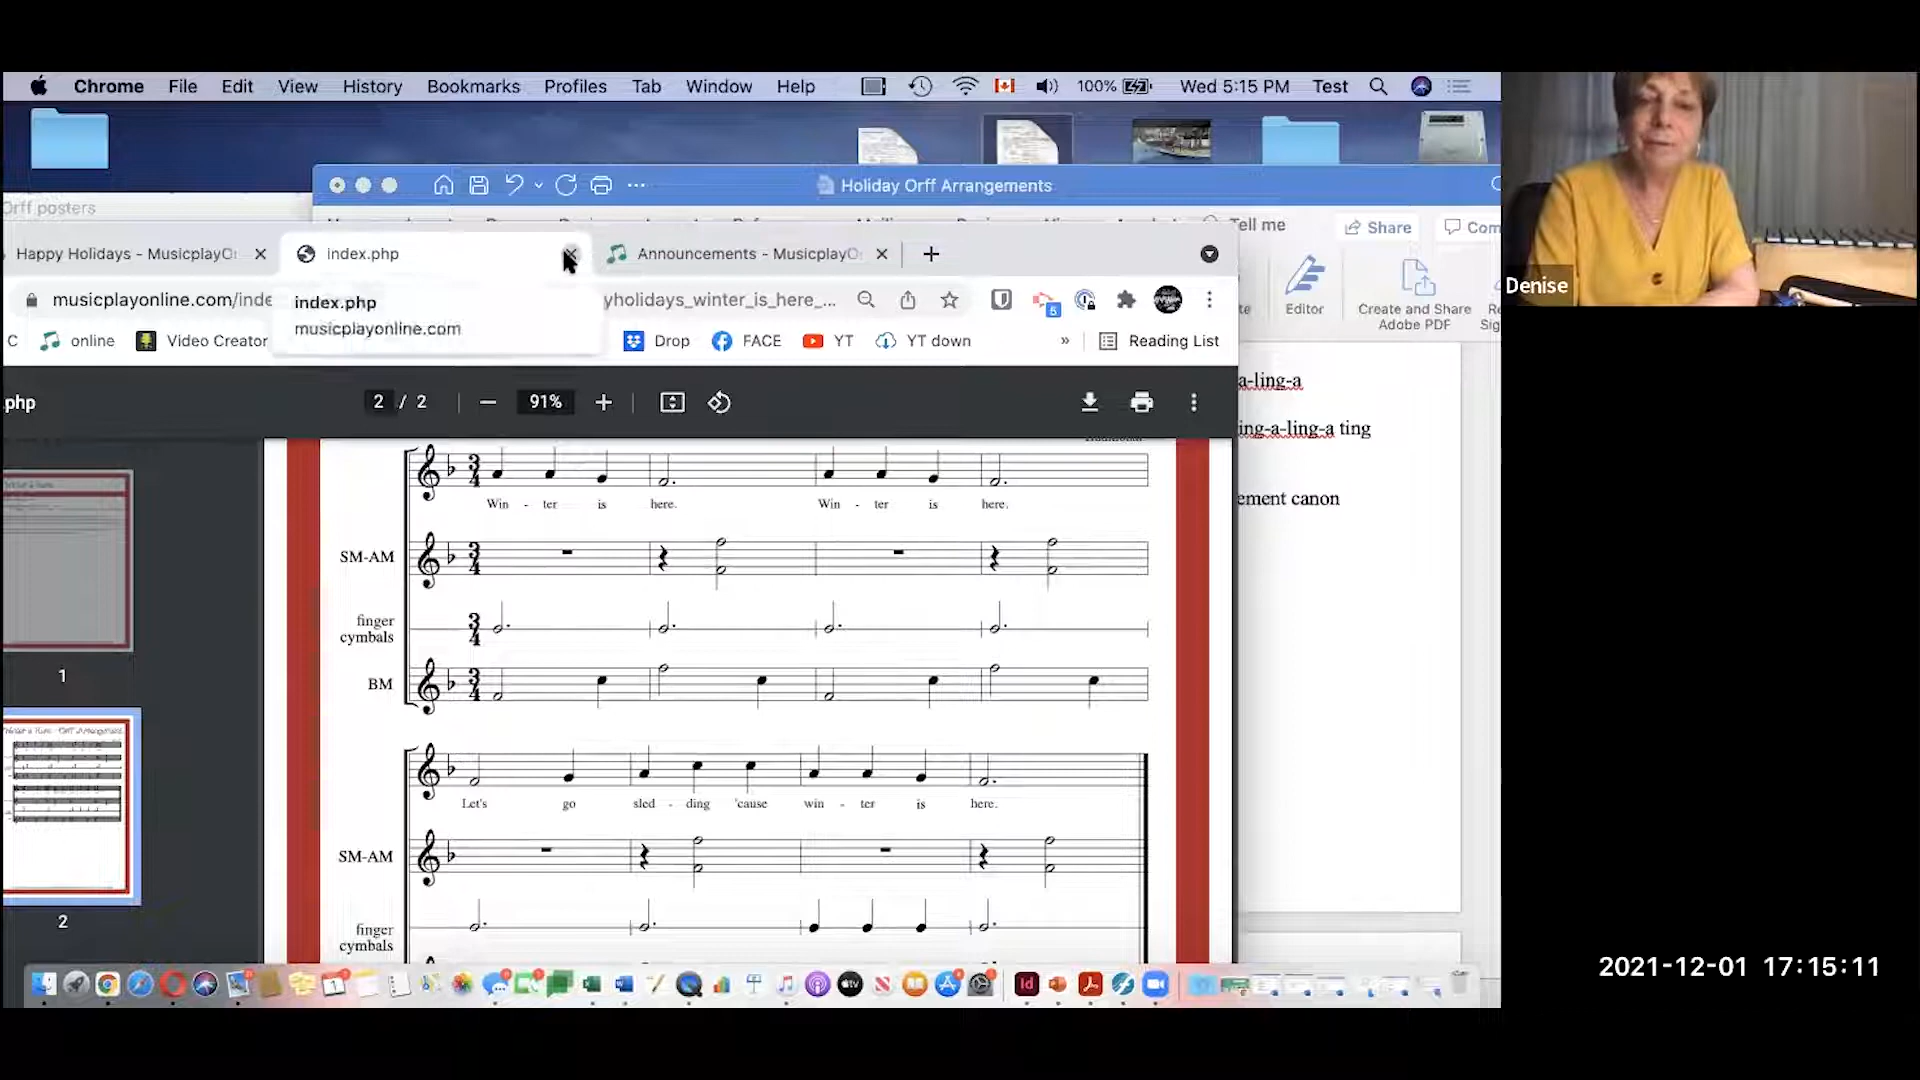 Chrome File Edit View History Bookmarks Profiles Tab Window Help 100% Wed 5:15 PM Test
Holiday Orff Arrangements
Orff posters
Tell me Share Com
Happy Holidays - MusicplayO index.php Announcements - MusicplayO
musicplayonline.com/inde yholidays_winter_is_here_... 5
index.php
musicplayonline.com
C online Video Creator Drop FACE YT YT down » Reading List
Editor Create and Share
Adobe PDF
.php 2 / 2 91%
a-ling-a
ing-a-ling-a ting
ement canon
Win - ter is here. Win - ter is here.
SM-AM
finger
cymbals
BM
1
Let's go sled - ding 'cause win - ter is here.
SM-AM
finger
cymbals
2
Denise
2021-12-01 17:15:11